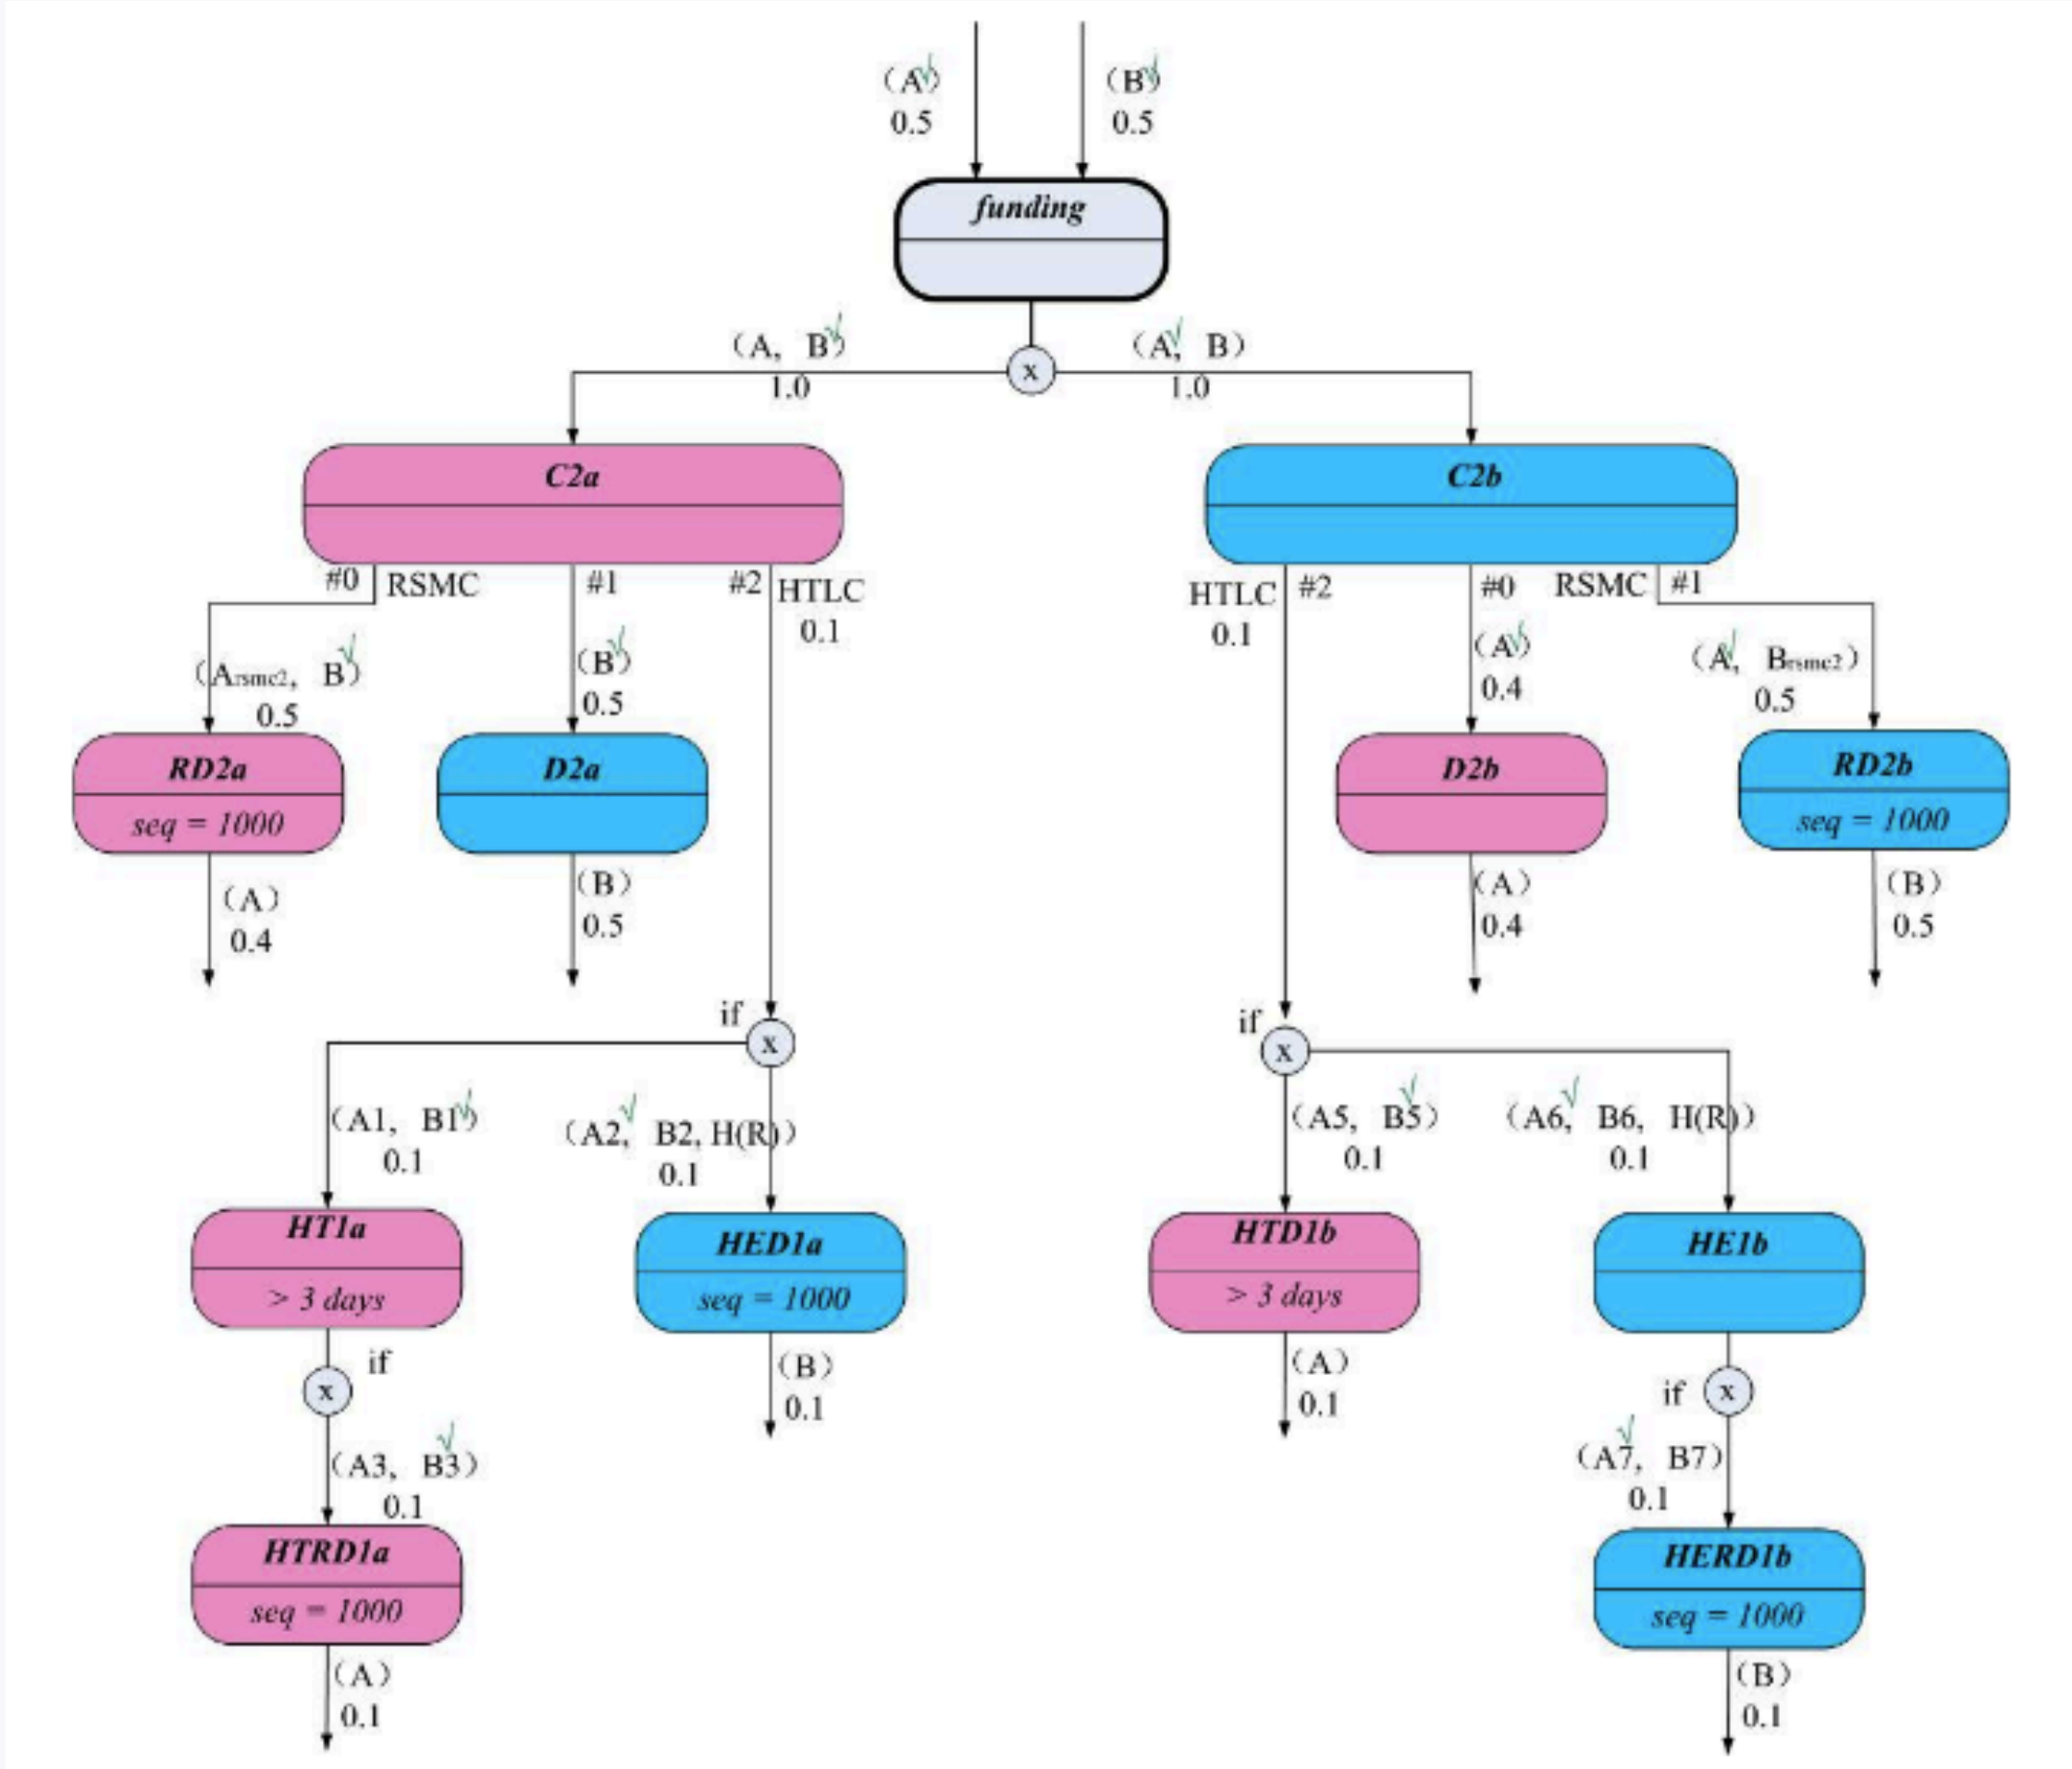 (A√) (B√)
0.5 0.5
funding
(A, B√) (A√, B)
x
1.0 1.0
C2a C2b
#0 RSMC #1 #2 HTLC HTLC #2 #0 RSMC #1
0.1 0.1
(Arsmc2, B√) (B√) (A√) (A√, Brsmc2)
0.5 0.5 0.4 0.5
RD2a D2a D2b RD2b
seq = 1000 seq = 1000
(A) (B) (A) (B)
0.4 0.5 0.4 0.5
if x if x
(A1, B1√) (A2√, B2, H(R)) (A5, B5√) (A6√, B6, H(R))
0.1 0.1 0.1 0.1
HT1a HED1a HTD1b HE1b
> 3 days seq = 1000 > 3 days
if (B) (A)
x 0.1 0.1 if x
(A3, B3√) (A7√, B7)
0.1 0.1
HTRD1a HERD1b
seq = 1000 seq = 1000
(A) (B)
0.1 0.1